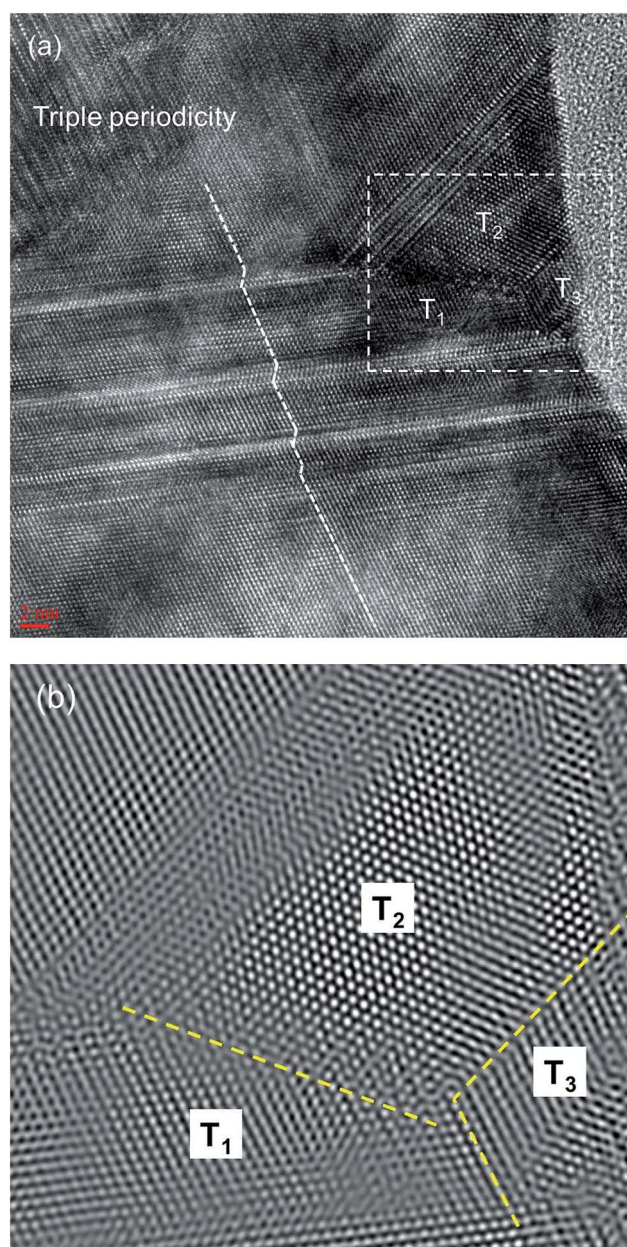 (a)
Triple periodicity
T₂
T₃
T₁
2 nm
(b)
T₂
T₃
T₁